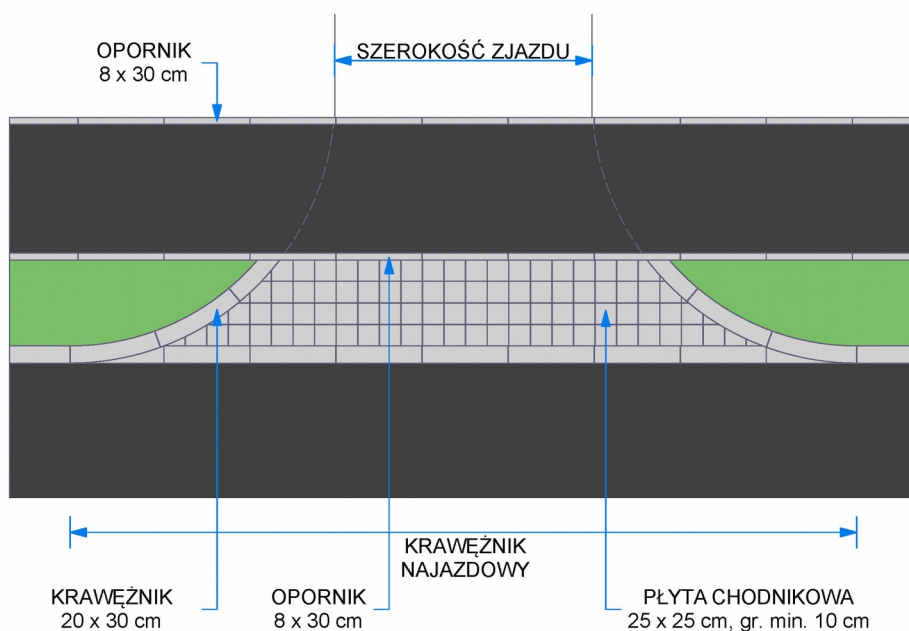 OPORNIK
8 x 30 cm
SZEROKOŚĆ ZJAZDU
KRAWĘŻNIK
NAJAZDOWY
KRAWĘŻNIK
20 x 30 cm
OPORNIK
8 x 30 cm
PŁYTA CHODNIKOWA
25 x 25 cm, gr. min. 10 cm